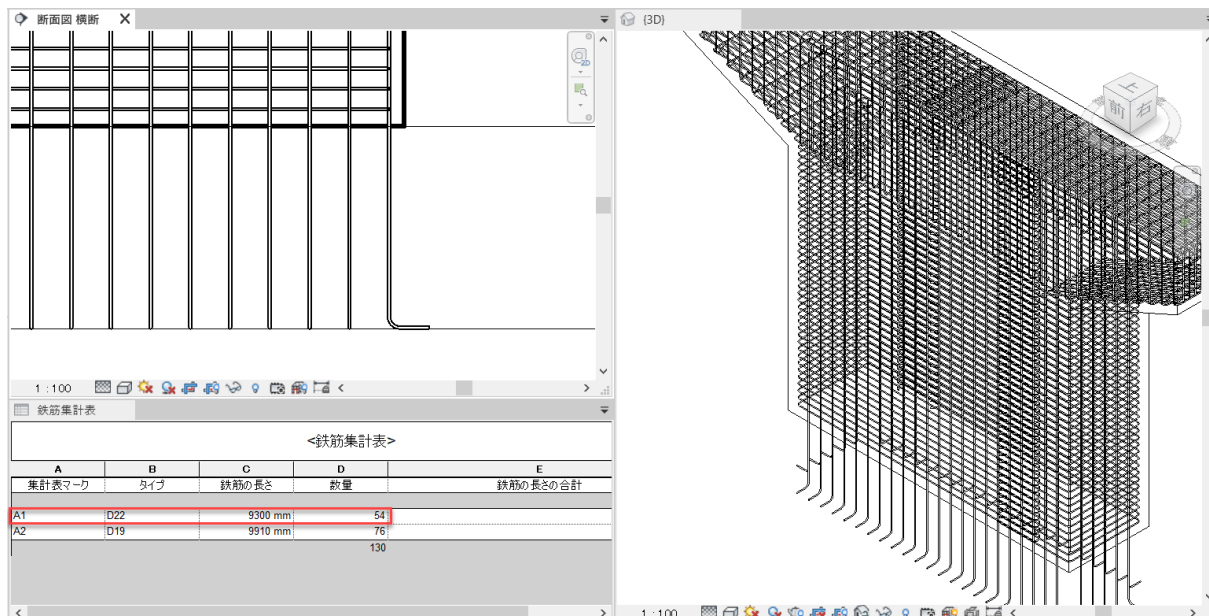 断面図 横断
{3D}
2D
上
前
右
1 : 100
鉄筋集計表
<鉄筋集計表>
A B C D E
集計表マーク タイプ 鉄筋の長さ 数量 鉄筋の長さの合計
A1 D22 9300 mm 54
A2 D19 9910 mm 76
130
1 : 100